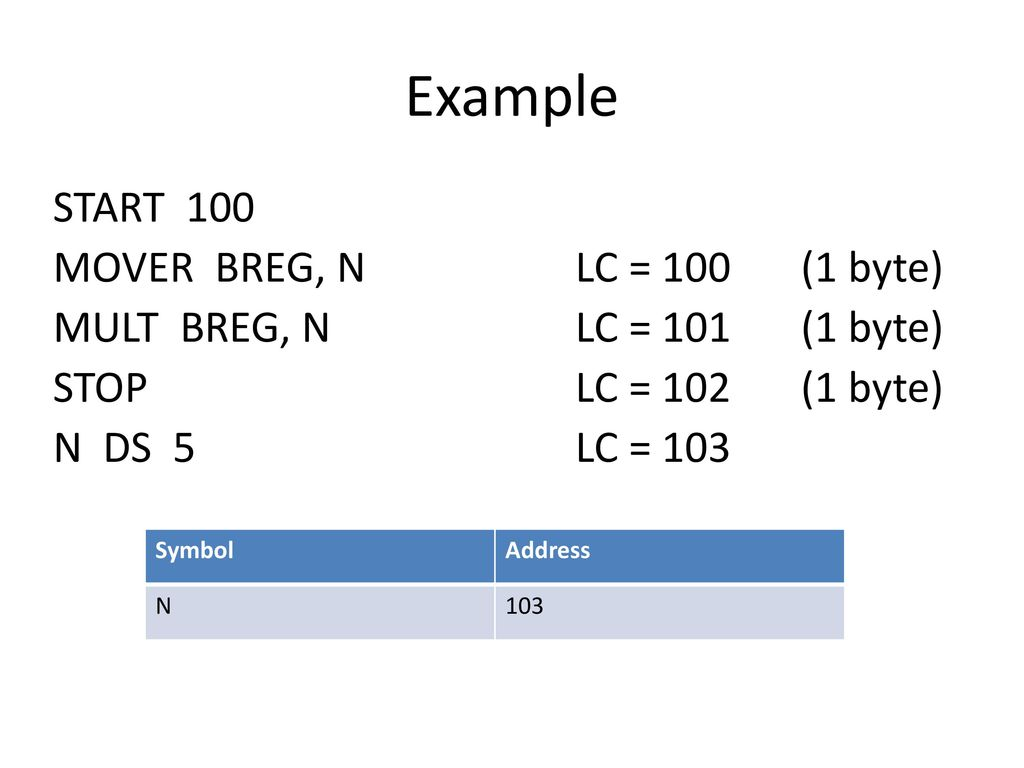 Example
START 100
MOVER BREG, N LC = 100 (1 byte)
MULT BREG, N LC = 101 (1 byte)
STOP LC = 102 (1 byte)
N DS 5 LC = 103
Symbol Address
N 103